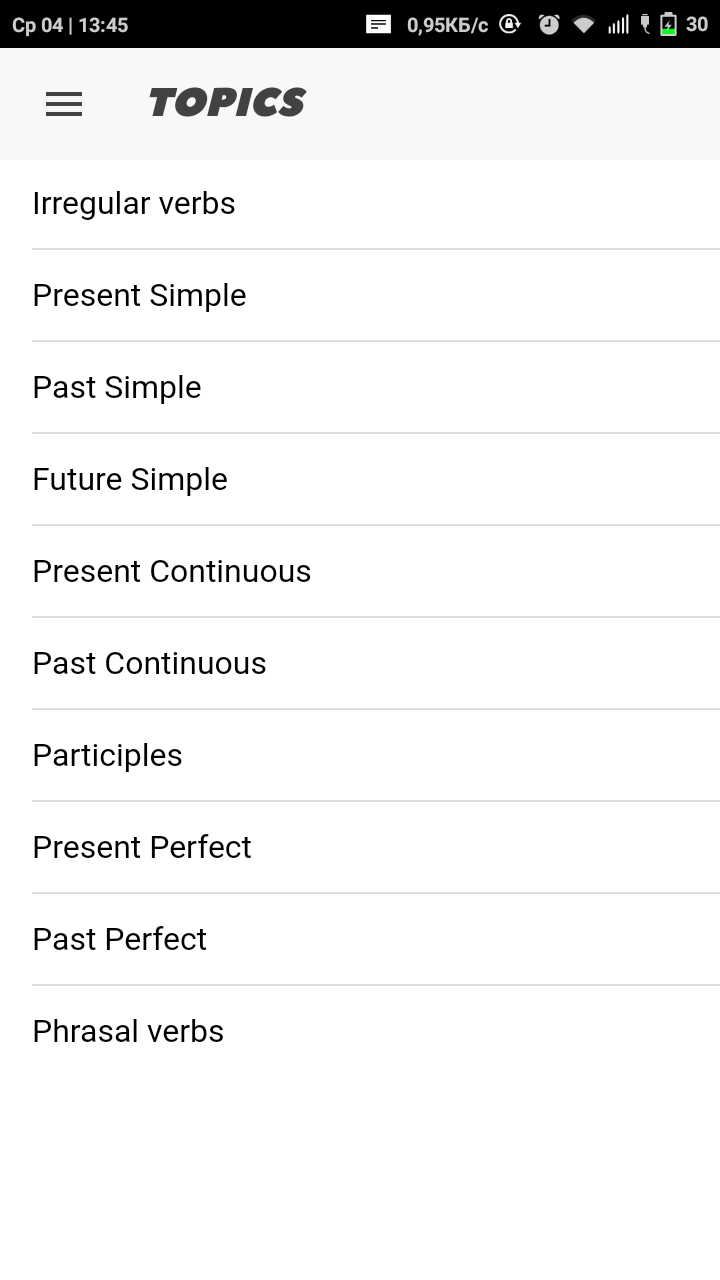 Ср 04 | 13:45 0,95КБ/с 30
TOPICS
Irregular verbs
Present Simple
Past Simple
Future Simple
Present Continuous
Past Continuous
Participles
Present Perfect
Past Perfect
Phrasal verbs